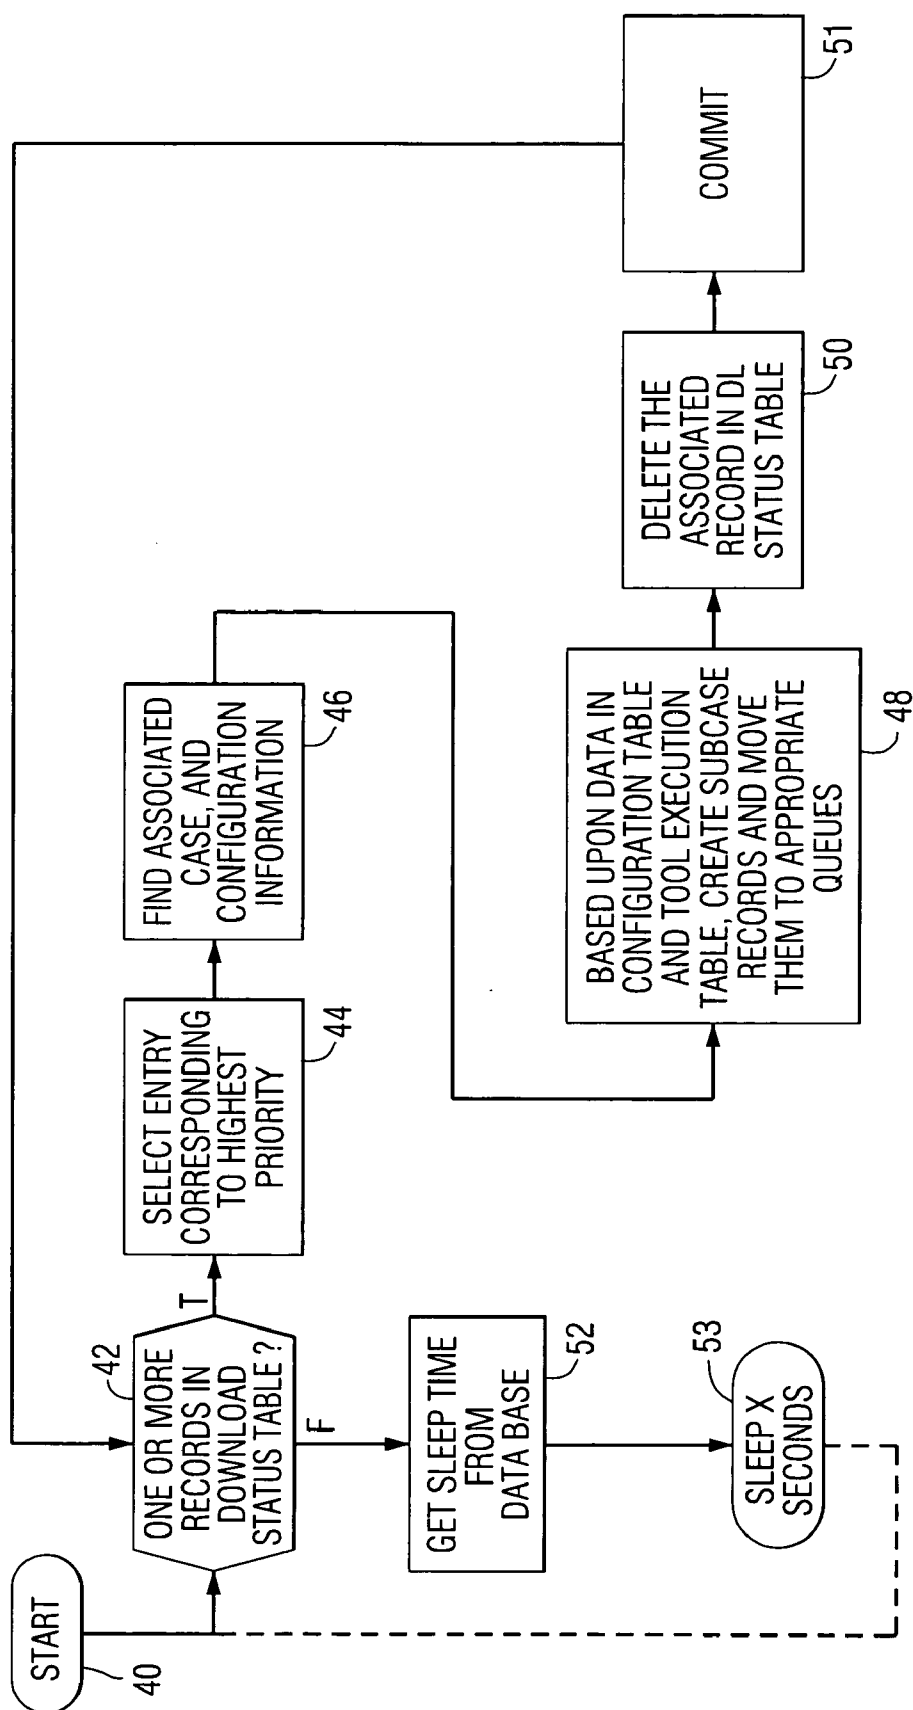 START
40
ONE OR MORE
RECORDS IN
DOWNLOAD
STATUS TABLE ?
42
T
F
SELECT ENTRY
CORRESPONDING
TO HIGHEST
PRIORITY
44
FIND ASSOCIATED
CASE, AND
CONFIGURATION
INFORMATION
46
BASED UPON DATA IN
CONFIGURATION TABLE
AND TOOL EXECUTION
TABLE, CREATE SUBCASE
RECORDS AND MOVE
THEM TO APPROPRIATE
QUEUES
48
DELETE THE
ASSOCIATED
RECORD IN DL
STATUS TABLE
50
COMMIT
51
GET SLEEP TIME
FROM
DATA BASE
52
SLEEP X
SECONDS
53